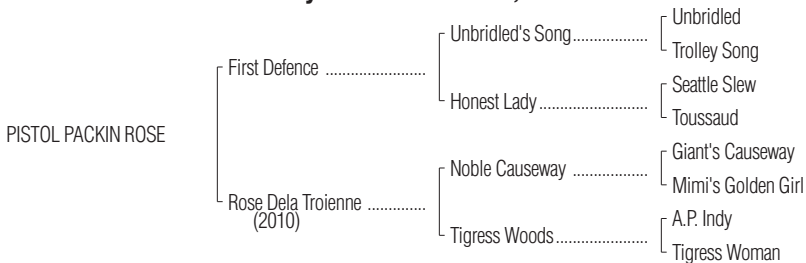 Unbridled
Unbridled's Song.................
Trolley Song
First Defence ........................
Seattle Slew
Honest Lady..........................
Toussaud
PISTOL PACKIN ROSE
Giant's Causeway
Noble Causeway ..................
Mimi's Golden Girl
Rose Dela Troienne ..............
(2010)
A.P. Indy
Tigress Woods......................
Tigress Woman